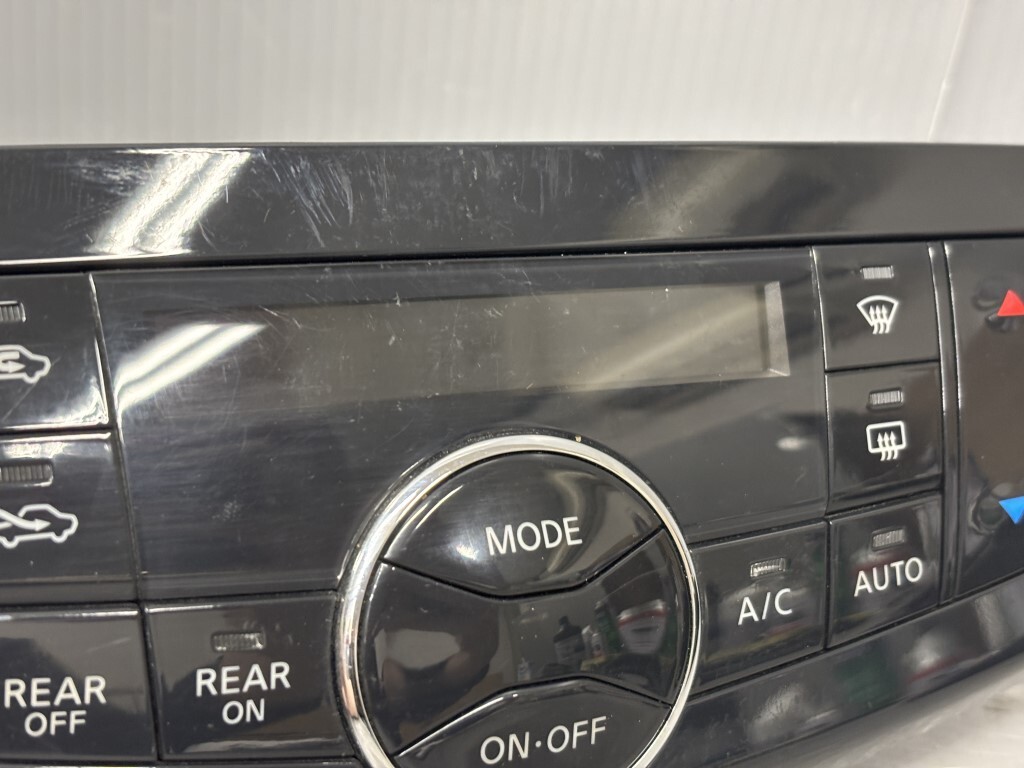 MODE
A/C
AUTO
REAR
OFF
REAR
ON
ON·OFF